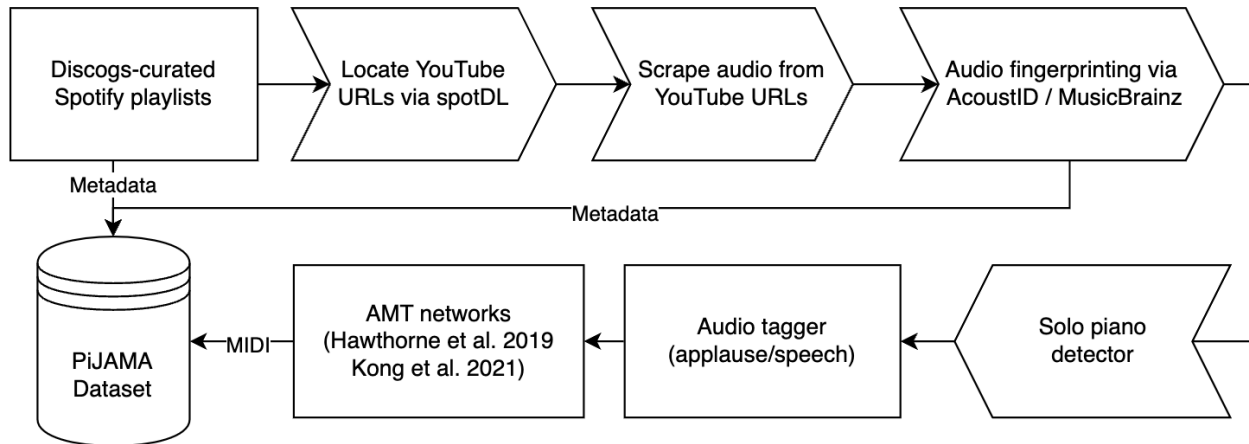 Discogs-curated
Spotify playlists
Locate YouTube
URLs via spotDL
Scrape audio from
YouTube URLs
Audio fingerprinting via
AcoustID / MusicBrainz
Metadata
Metadata
Solo piano
detector
Audio tagger
(applause/speech)
AMT networks
(Hawthorne et al. 2019
Kong et al. 2021)
MIDI
PiJAMA
Dataset